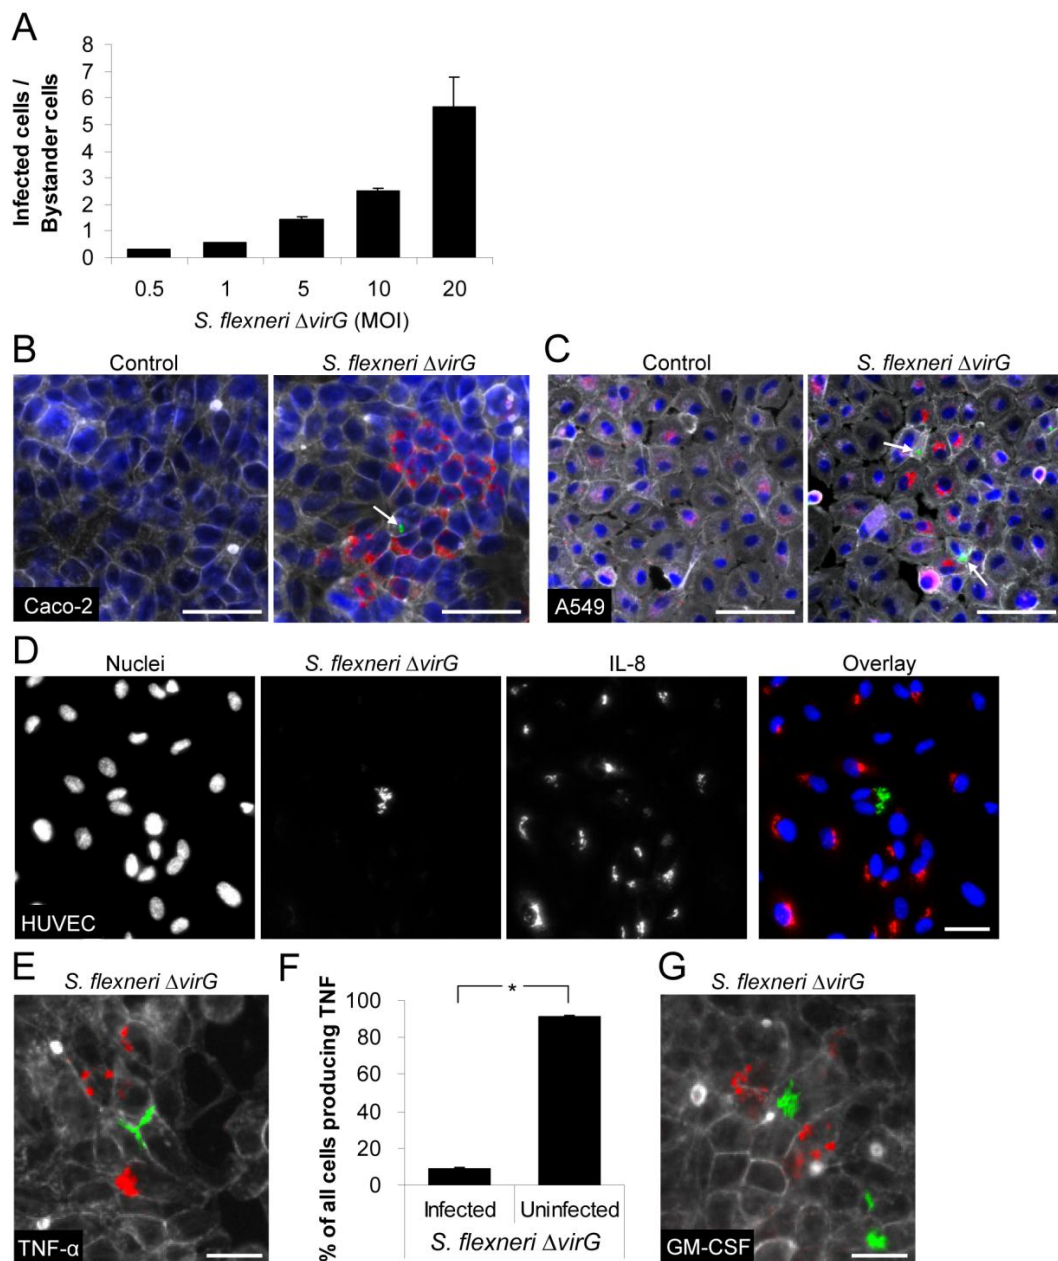 A
Infected cells /
Bystander cells
8
7
6
5
4
3
2
1
0
0.5 1 5 10 20
S. flexneri ΔvirG (MOI)
B
Control S. flexneri ΔvirG
Caco-2
C
Control S. flexneri ΔvirG
A549
D
Nuclei S. flexneri ΔvirG IL-8 Overlay
HUVEC
E
S. flexneri ΔvirG
TNF-α
F
% of all cells producing TNF
100
80
60
40
20
0
*
Infected Uninfected
S. flexneri ΔvirG
G
S. flexneri ΔvirG
GM-CSF